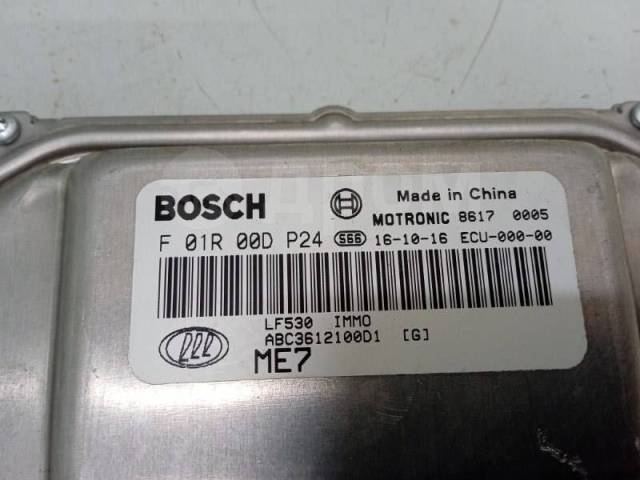 BOSCH
Made in China
MOTRONIC 8617 0005
F 01R 00D P24 S66 16-10-16 ECU-000-00
LF530 IMMO
ABC3612100D1 [G]
ME7